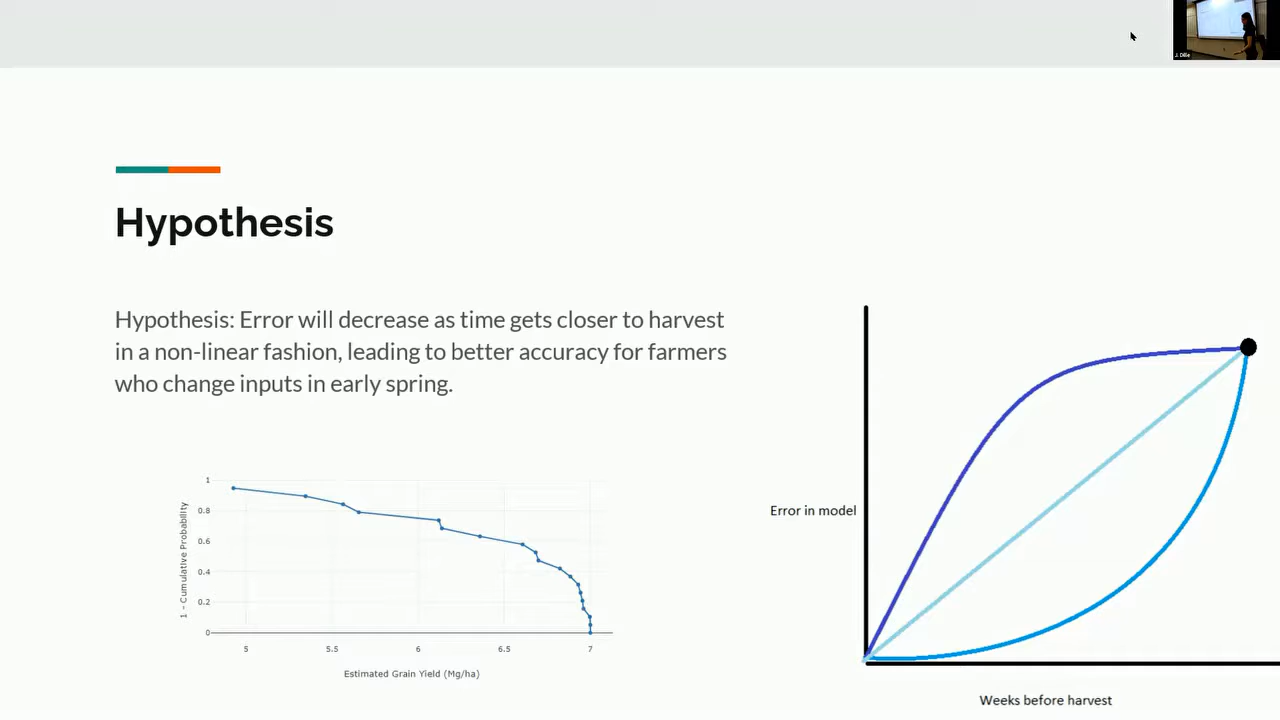 J. Dille
Hypothesis
Hypothesis: Error will decrease as time gets closer to harvest
in a non-linear fashion, leading to better accuracy for farmers
who change inputs in early spring.
1 - Cumulative Probability
1
0.8
0.6
0.4
0.2
0
5
5.5
6
6.5
7
Estimated Grain Yield (Mg/ha)
Error in model
Weeks before harvest